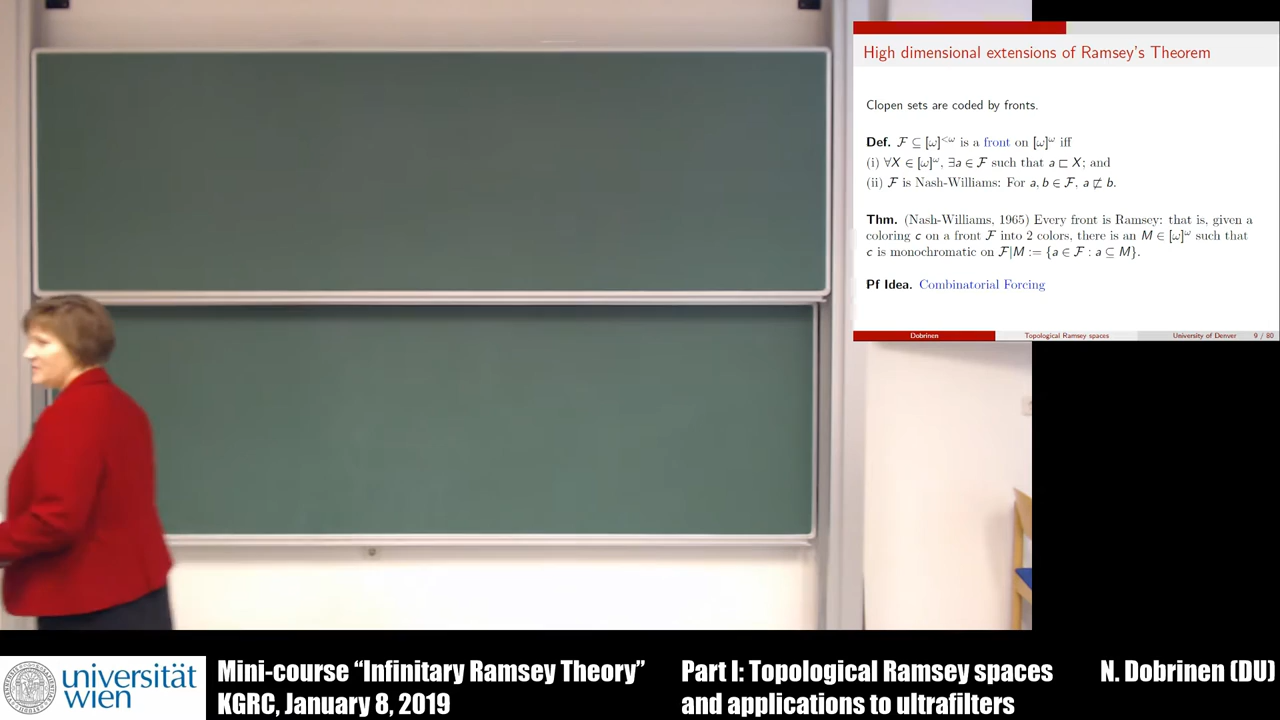 High dimensional extensions of Ramsey's Theorem
Clopen sets are coded by fronts.
Def. ℱ ⊆ [ω]^{<ω} is a front on [ω]^ω iff
(i) ∀X ∈ [ω]^ω, ∃a ∈ ℱ such that a ⊏ X; and
(ii) ℱ is Nash-Williams: For a, b ∈ ℱ, a ⊄ b.
Thm. (Nash-Williams, 1965) Every front is Ramsey: that is, given a
coloring c on a front ℱ into 2 colors, there is an M ∈ [ω]^ω such that
c is monochromatic on ℱ|M := {a ∈ ℱ : a ⊆ M}.
Pf Idea. Combinatorial Forcing
Dobrinen Topological Ramsey spaces University of Denver 9 / 80
universität
wien
Mini-course “Infinitary Ramsey Theory”
KGRC, January 8, 2019
Part I: Topological Ramsey spaces
and applications to ultrafilters
N. Dobrinen (DU)